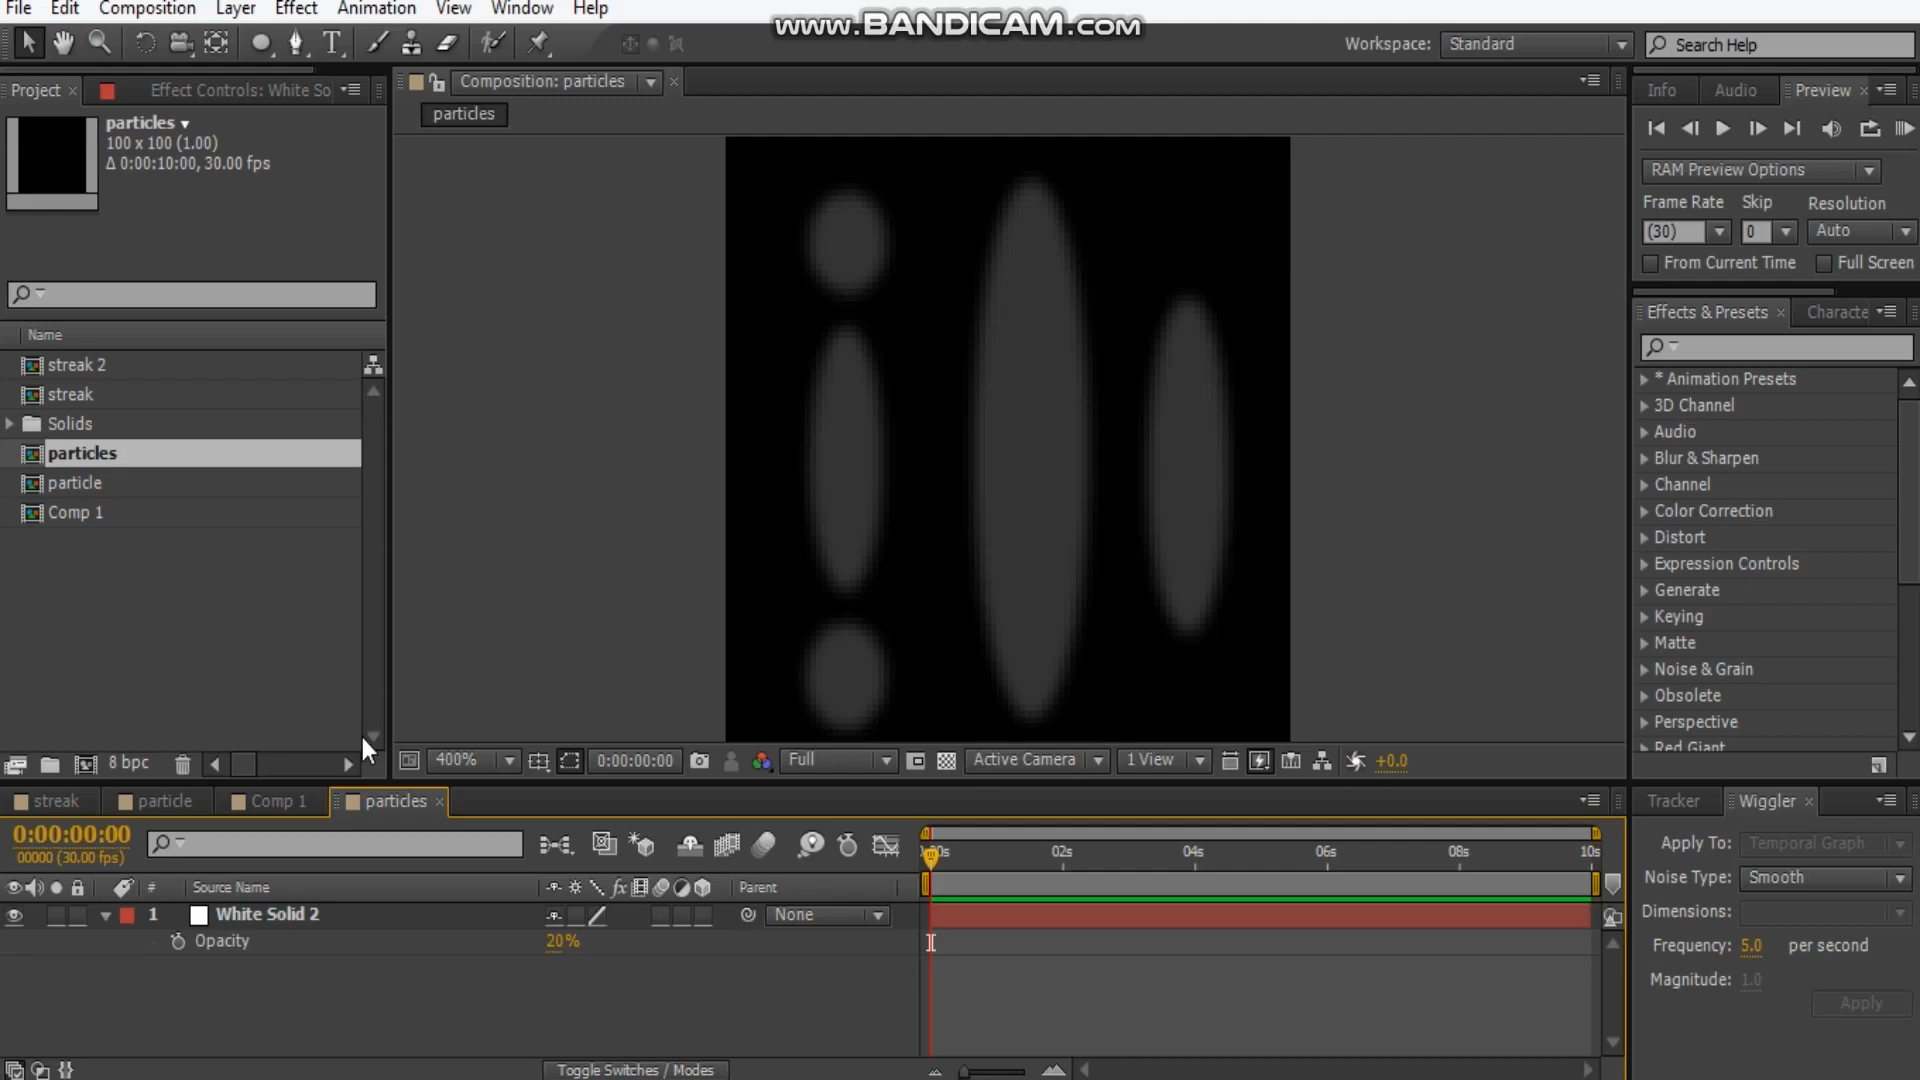 File Edit Composition Layer Effect Animation View Window Help
www.BANDICAM.com
Workspace: Standard
Search Help
Project
Effect Controls: White So
Composition: particles
Info Audio Preview
particles
100 x 100 (1.00)
Δ 0:00:10:00, 30.00 fps
particles
RAM Preview Options
Frame Rate Skip Resolution
(30) 0 Auto
From Current Time Full Screen
Effects & Presets Characte
Name
streak 2
streak
Solids
particles
particle
Comp 1
* Animation Presets
3D Channel
Audio
Blur & Sharpen
Channel
Color Correction
Distort
Expression Controls
Generate
Keying
Matte
Noise & Grain
Obsolete
Perspective
Red Giant
8 bpc
400% 0:00:00:00 Full Active Camera 1 View +0.0
streak particle Comp 1 particles
Tracker Wiggler
0:00:00:00
00000 (30.00 fps)
02s 04s 06s 08s 10s
# Source Name fx Parent
1 White Solid 2 None
Opacity 20%
Apply To: Temporal Graph
Noise Type: Smooth
Dimensions:
Frequency: 5.0 per second
Magnitude: 1.0
Apply
Toggle Switches / Modes